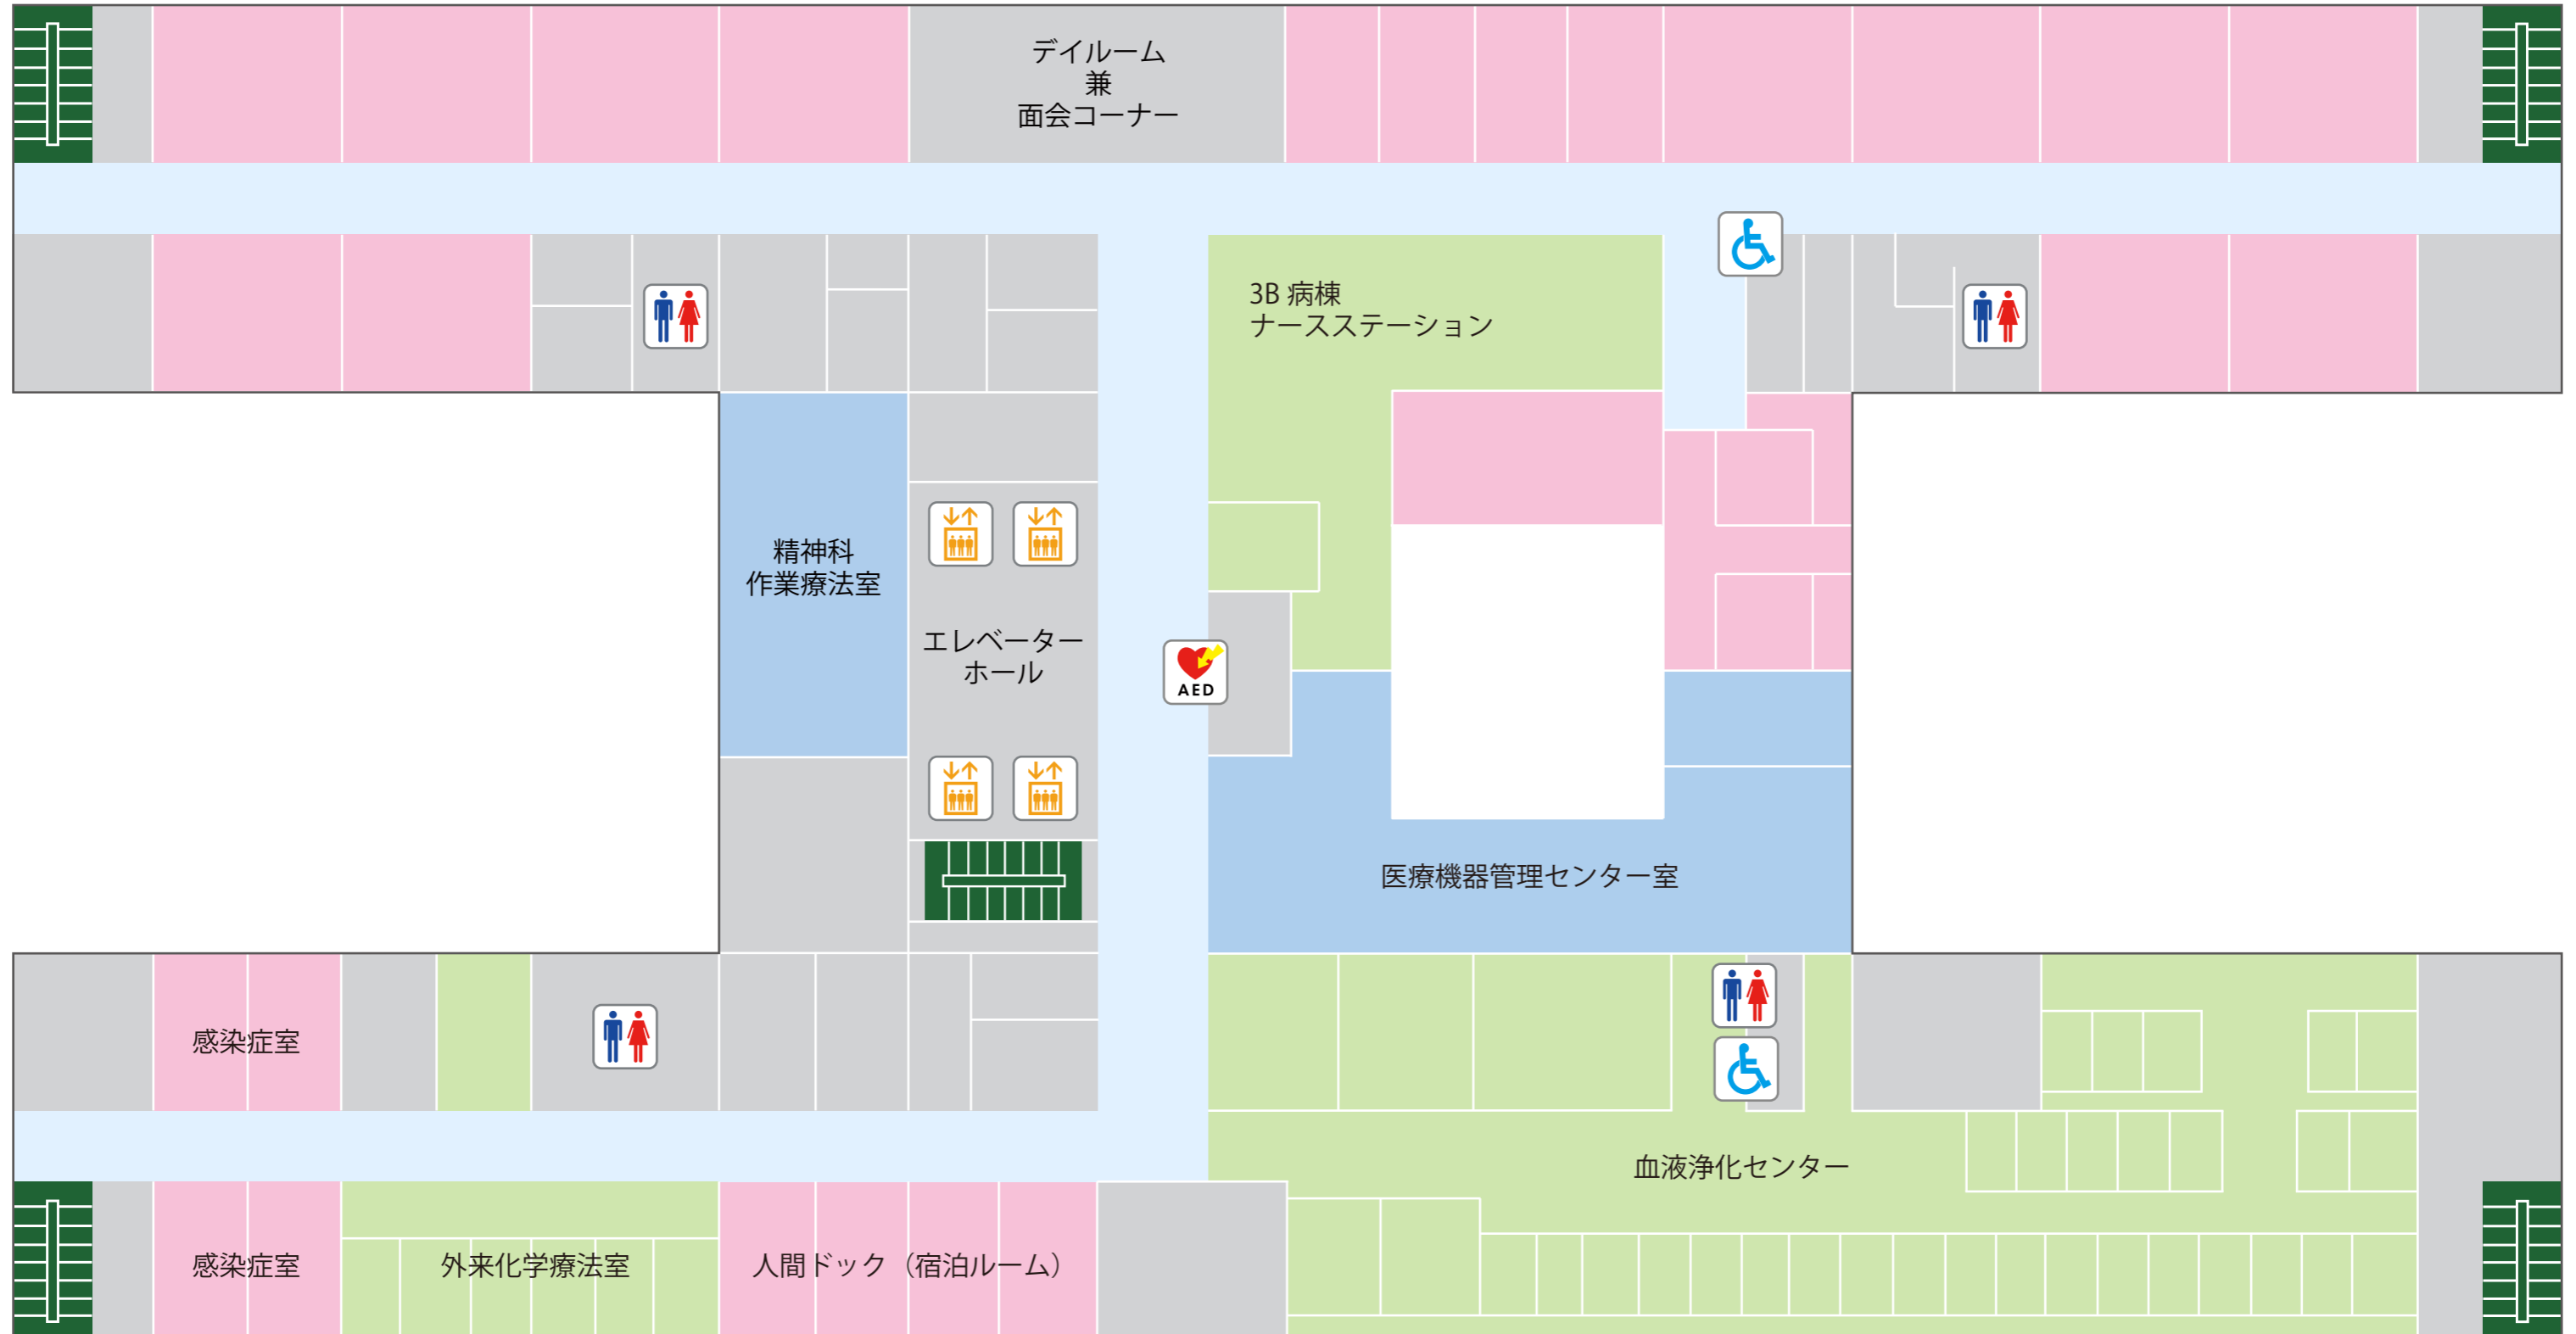 デイルーム
兼
面会コーナー
3B 病棟
ナースステーション
精神科
作業療法室
エレベーター
ホール
AED
医療機器管理センター室
感染症室
血液浄化センター
感染症室
外来化学療法室
人間ドック（宿泊ルーム）